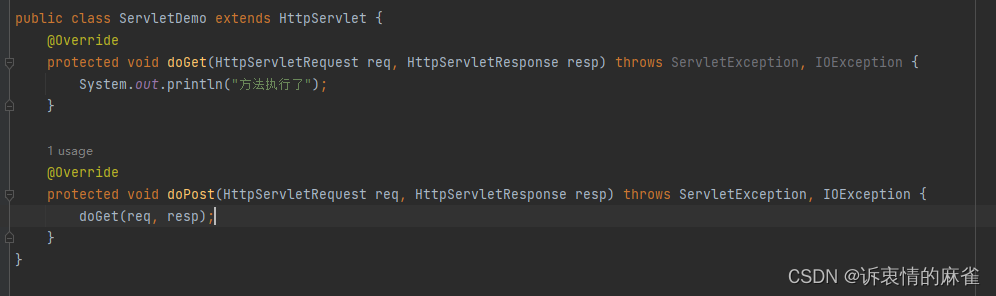 public class ServletDemo extends HttpServlet {
@Override
protected void doGet(HttpServletRequest req, HttpServletResponse resp) throws ServletException, IOException {
System.out.println("方法执行了");
}
1 usage
@Override
protected void doPost(HttpServletRequest req, HttpServletResponse resp) throws ServletException, IOException {
doGet(req, resp);
}
}
CSDN @诉衷情的麻雀